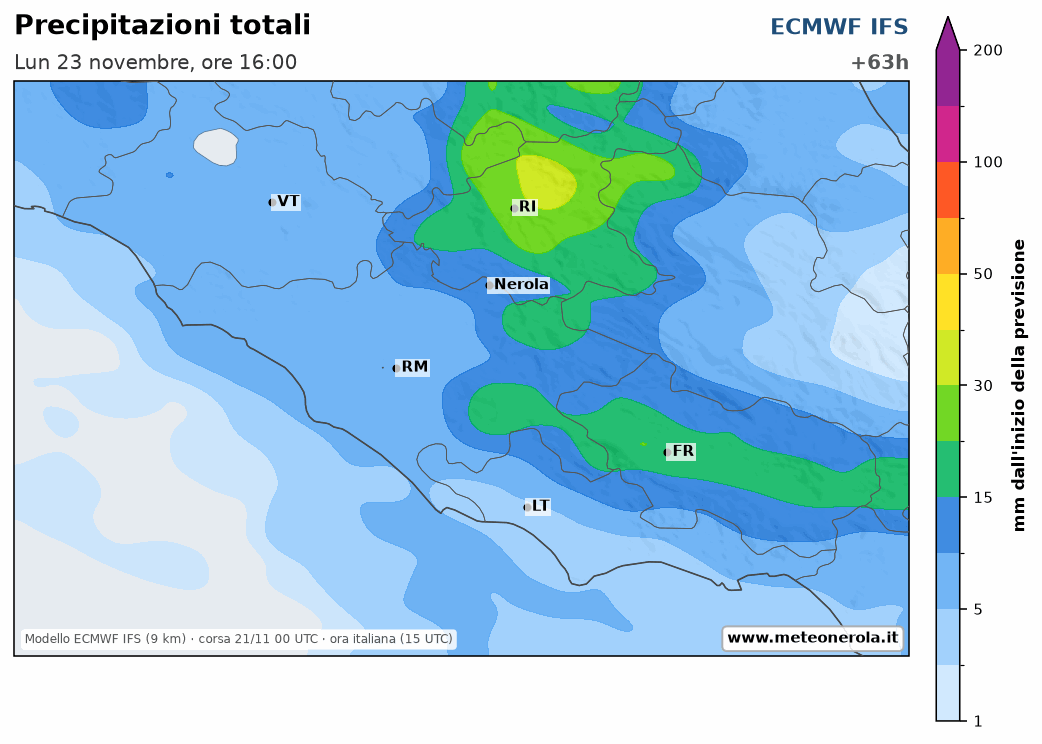 Precipitazioni totali
ECMWF IFS
Lun 23 novembre, ore 16:00
+63h
VT
RI
Nerola
RM
FR
LT
Modello ECMWF IFS (9 km) · corsa 21/11 00 UTC · ora italiana (15 UTC)
www.meteonerola.it
200
100
50
30
15
5
1
mm dall'inizio della previsione